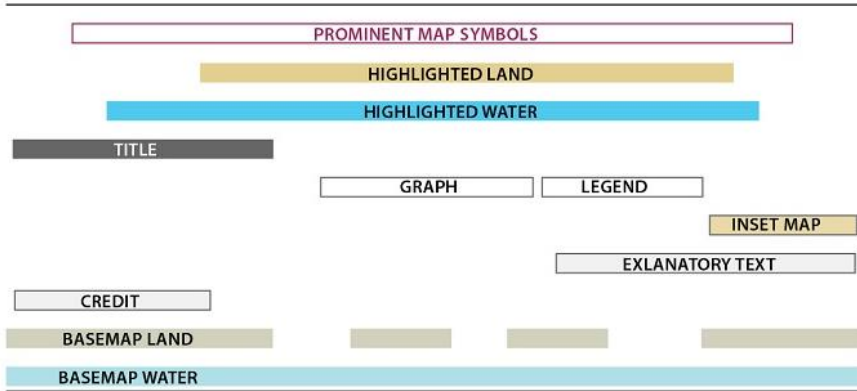 PROMINENT MAP SYMBOLS
HIGHLIGHTED LAND
HIGHLIGHTED WATER
TITLE
GRAPH LEGEND
INSET MAP
EXLANATORY TEXT
CREDIT
BASEMAP LAND
BASEMAP WATER